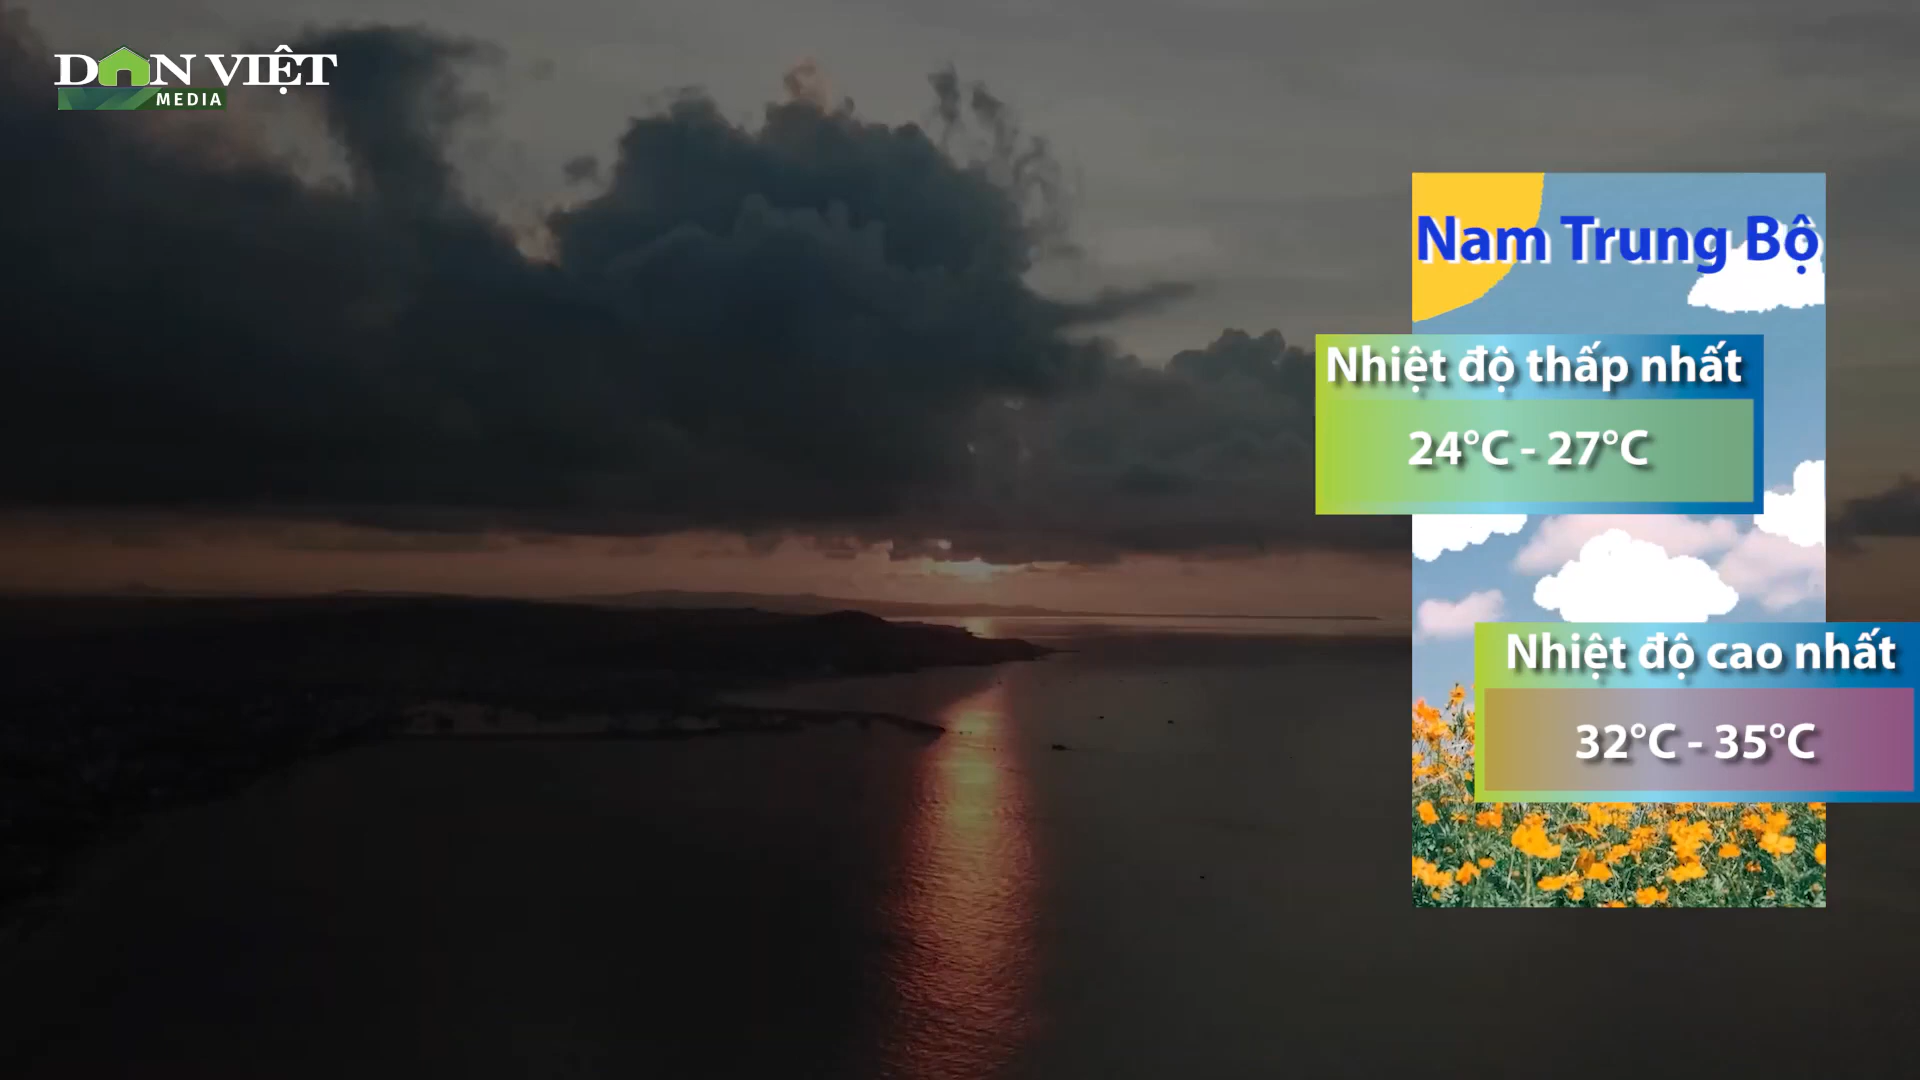 DÂN VIỆT
MEDIA
Nam Trung Bộ
Nhiệt độ thấp nhất
24°C - 27°C
Nhiệt độ cao nhất
32°C - 35°C